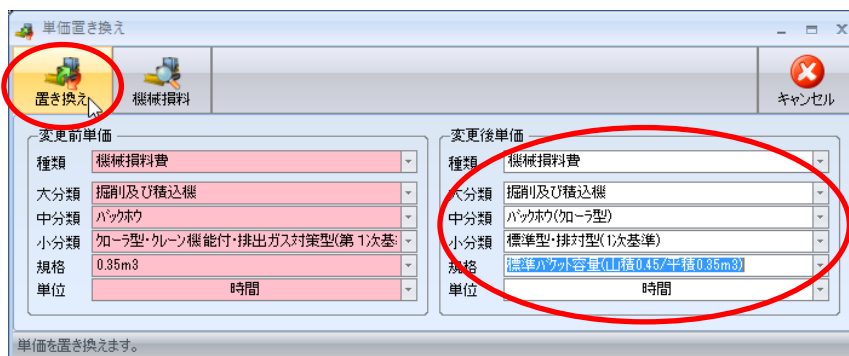 単価置き換え
置き換え
機械損料
キャンセル
変更前単価
種類 機械損料費
大分類 掘削及び積込機
中分類 ﾊﾞｯｸﾎｳ
小分類 ｸﾛｰﾗ型･ｸﾚｰﾝ機能付･排出ガス対策型(第1次基
規格 0.35m3
単位 時間
変更後単価
種類 機械損料費
大分類 掘削及び積込機
中分類 ﾊﾞｯｸﾎｳ(ｸﾛｰﾗ型)
小分類 標準型･排対型(1次基準)
規格 標準ﾊﾞｹｯﾄ容量(山積0.45/平積0.35m3)
単位 時間
単価を置き換えます。